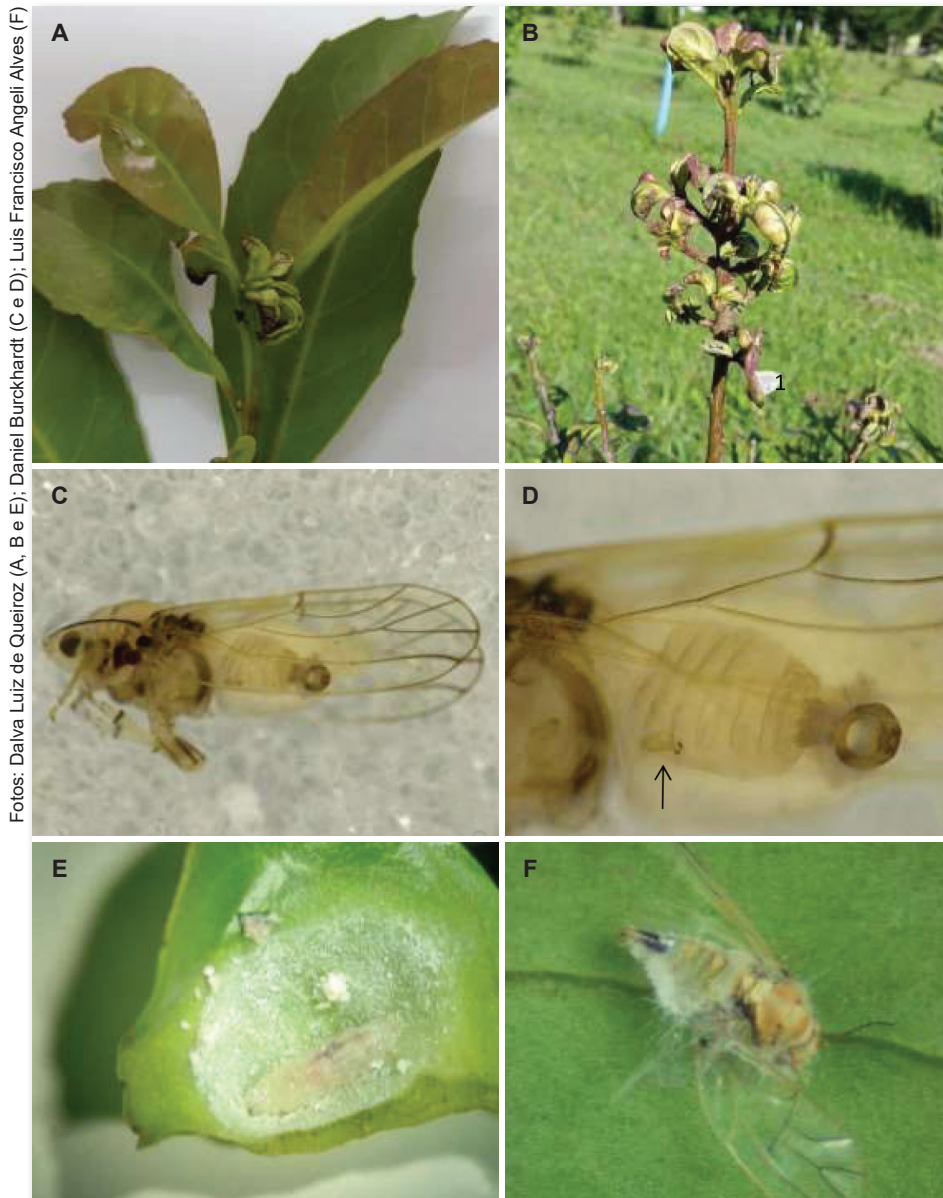 Fotos: Dalva Luiz de Queiroz (A, B e E); Daniel Burckhardt (C e D); Luis Francisco Angeli Alves (F)
A
B
1
C
D
E
F